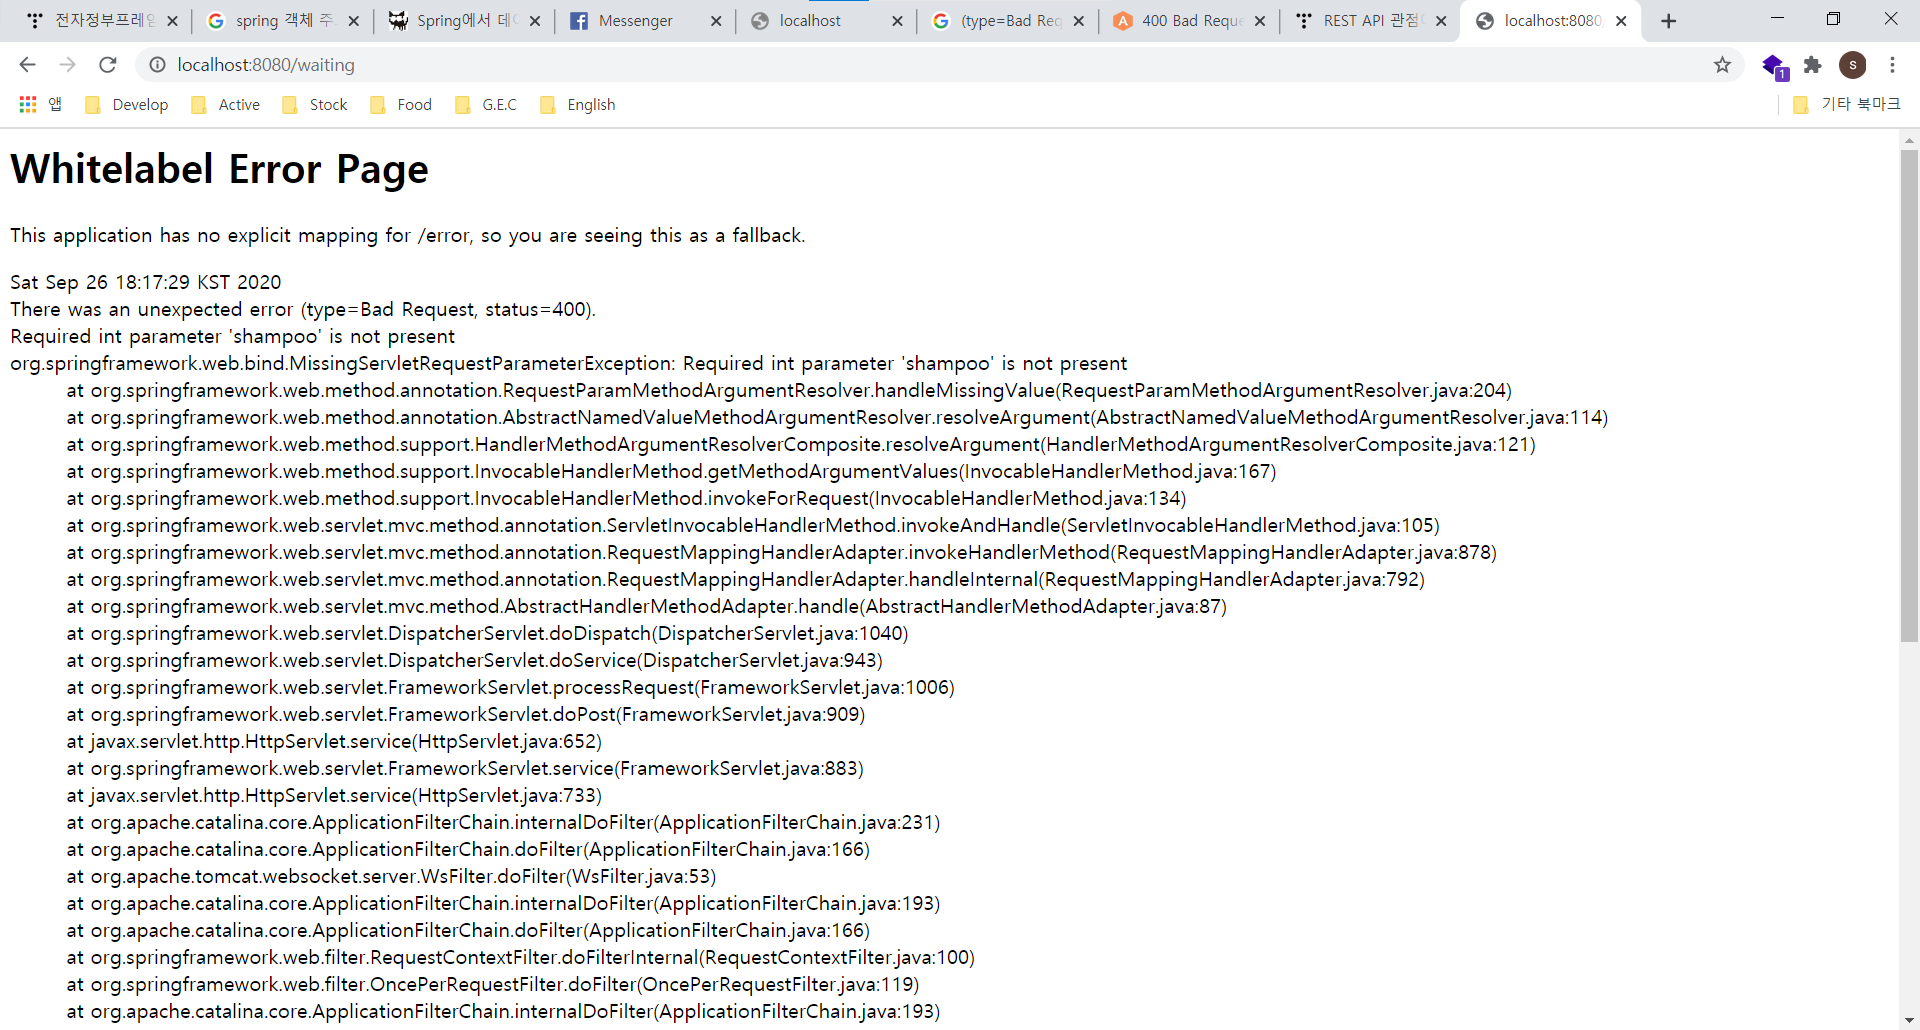 전자정부프레임
spring 객체 주
Spring에서 데이
Messenger
localhost
(type=Bad Req
400 Bad Reque
REST API 관점
localhost:8080/
localhost:8080/waiting
1
s
앱
Develop
Active
Stock
Food
G.E.C
English
기타 북마크
Whitelabel Error Page
This application has no explicit mapping for /error, so you are seeing this as a fallback.
Sat Sep 26 18:17:29 KST 2020
There was an unexpected error (type=Bad Request, status=400).
Required int parameter 'shampoo' is not present
org.springframework.web.bind.MissingServletRequestParameterException: Required int parameter 'shampoo' is not present
at org.springframework.web.method.annotation.RequestParamMethodArgumentResolver.handleMissingValue(RequestParamMethodArgumentResolver.java:204)
at org.springframework.web.method.annotation.AbstractNamedValueMethodArgumentResolver.resolveArgument(AbstractNamedValueMethodArgumentResolver.java:114)
at org.springframework.web.method.support.HandlerMethodArgumentResolverComposite.resolveArgument(HandlerMethodArgumentResolverComposite.java:121)
at org.springframework.web.method.support.InvocableHandlerMethod.getMethodArgumentValues(InvocableHandlerMethod.java:167)
at org.springframework.web.method.support.InvocableHandlerMethod.invokeForRequest(InvocableHandlerMethod.java:134)
at org.springframework.web.servlet.mvc.method.annotation.ServletInvocableHandlerMethod.invokeAndHandle(ServletInvocableHandlerMethod.java:105)
at org.springframework.web.servlet.mvc.method.annotation.RequestMappingHandlerAdapter.invokeHandlerMethod(RequestMappingHandlerAdapter.java:878)
at org.springframework.web.servlet.mvc.method.annotation.RequestMappingHandlerAdapter.handleInternal(RequestMappingHandlerAdapter.java:792)
at org.springframework.web.servlet.mvc.method.AbstractHandlerMethodAdapter.handle(AbstractHandlerMethodAdapter.java:87)
at org.springframework.web.servlet.DispatcherServlet.doDispatch(DispatcherServlet.java:1040)
at org.springframework.web.servlet.DispatcherServlet.doService(DispatcherServlet.java:943)
at org.springframework.web.servlet.FrameworkServlet.processRequest(FrameworkServlet.java:1006)
at org.springframework.web.servlet.FrameworkServlet.doPost(FrameworkServlet.java:909)
at javax.servlet.http.HttpServlet.service(HttpServlet.java:652)
at org.springframework.web.servlet.FrameworkServlet.service(FrameworkServlet.java:883)
at javax.servlet.http.HttpServlet.service(HttpServlet.java:733)
at org.apache.catalina.core.ApplicationFilterChain.internalDoFilter(ApplicationFilterChain.java:231)
at org.apache.catalina.core.ApplicationFilterChain.doFilter(ApplicationFilterChain.java:166)
at org.apache.tomcat.websocket.server.WsFilter.doFilter(WsFilter.java:53)
at org.apache.catalina.core.ApplicationFilterChain.internalDoFilter(ApplicationFilterChain.java:193)
at org.apache.catalina.core.ApplicationFilterChain.doFilter(ApplicationFilterChain.java:166)
at org.springframework.web.filter.RequestContextFilter.doFilterInternal(RequestContextFilter.java:100)
at org.springframework.web.filter.OncePerRequestFilter.doFilter(OncePerRequestFilter.java:119)
at org.apache.catalina.core.ApplicationFilterChain.internalDoFilter(ApplicationFilterChain.java:193)